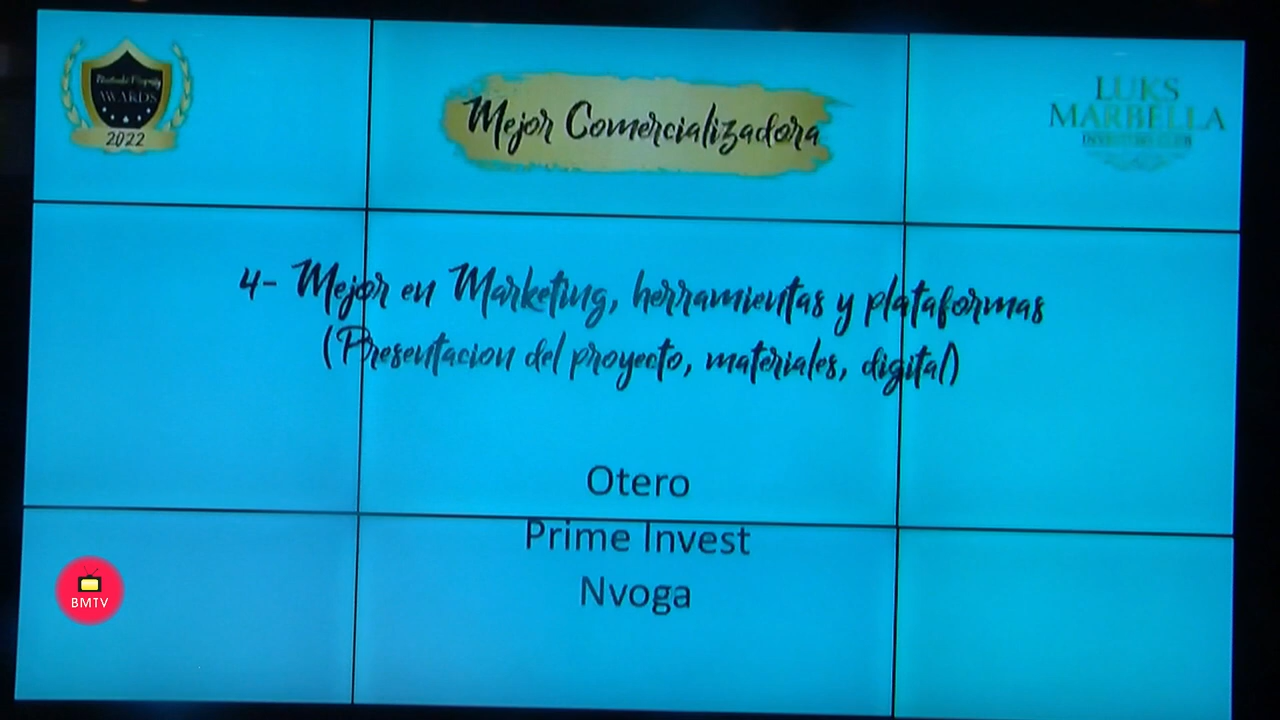 AWARDS
2022
Mejor Comercializadora
LUKS
MARBELLA
4- Mejor en Marketing, herramientas y plataformas
(Presentacion del proyecto, materiales, digital)
Otero
Prime Invest
Nvoga
BMTV